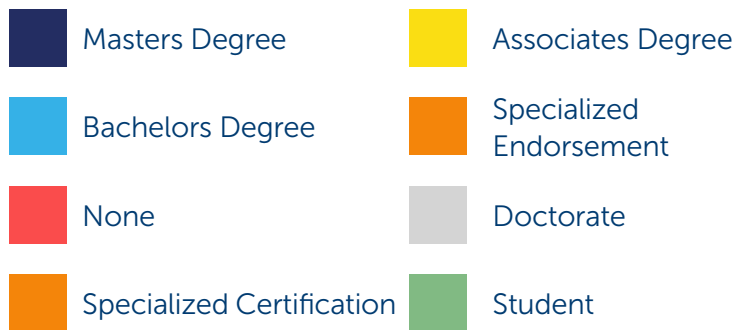 Masters Degree
Bachelors Degree
None
Specialized Certification
Associates Degree
Specialized
Endorsement
Doctorate
Student